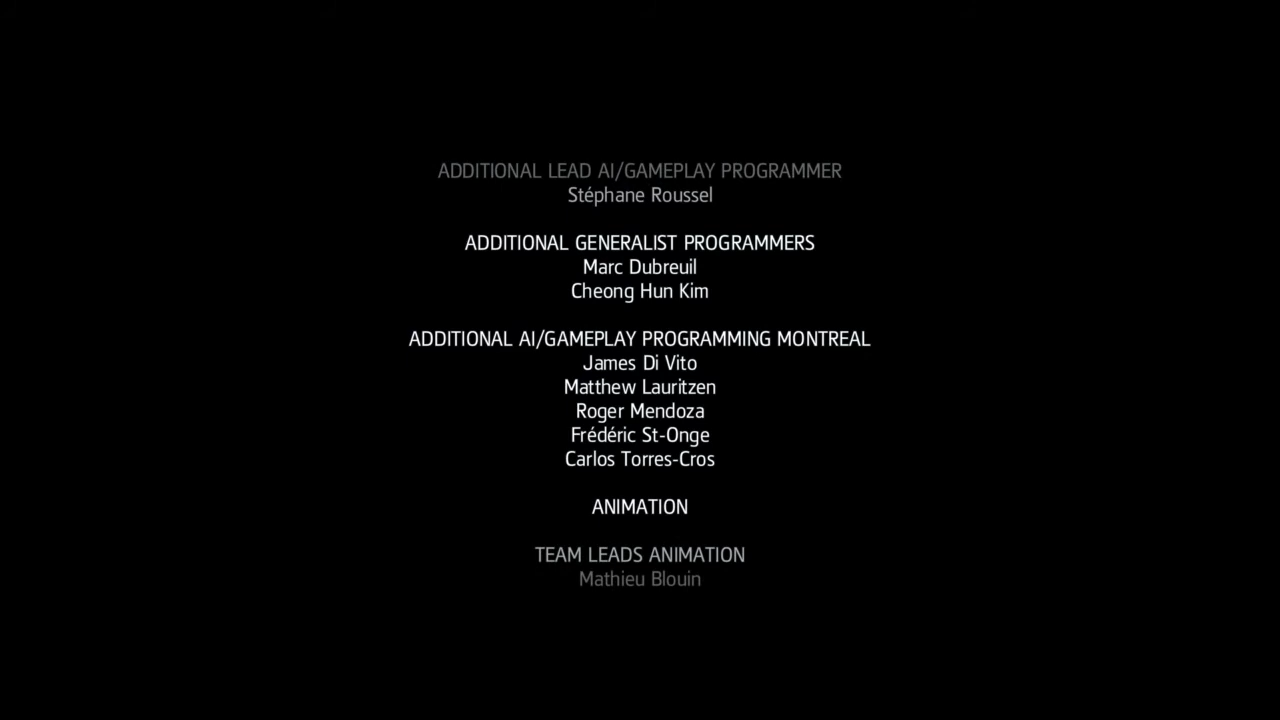 ADDITIONAL LEAD AI/GAMEPLAY PROGRAMMER
Stéphane Roussel
ADDITIONAL GENERALIST PROGRAMMERS
Marc Dubreuil
Cheong Hun Kim
ADDITIONAL AI/GAMEPLAY PROGRAMMING MONTREAL
James Di Vito
Matthew Lauritzen
Roger Mendoza
Frédéric St-Onge
Carlos Torres-Cros
ANIMATION
TEAM LEADS ANIMATION
Mathieu Blouin